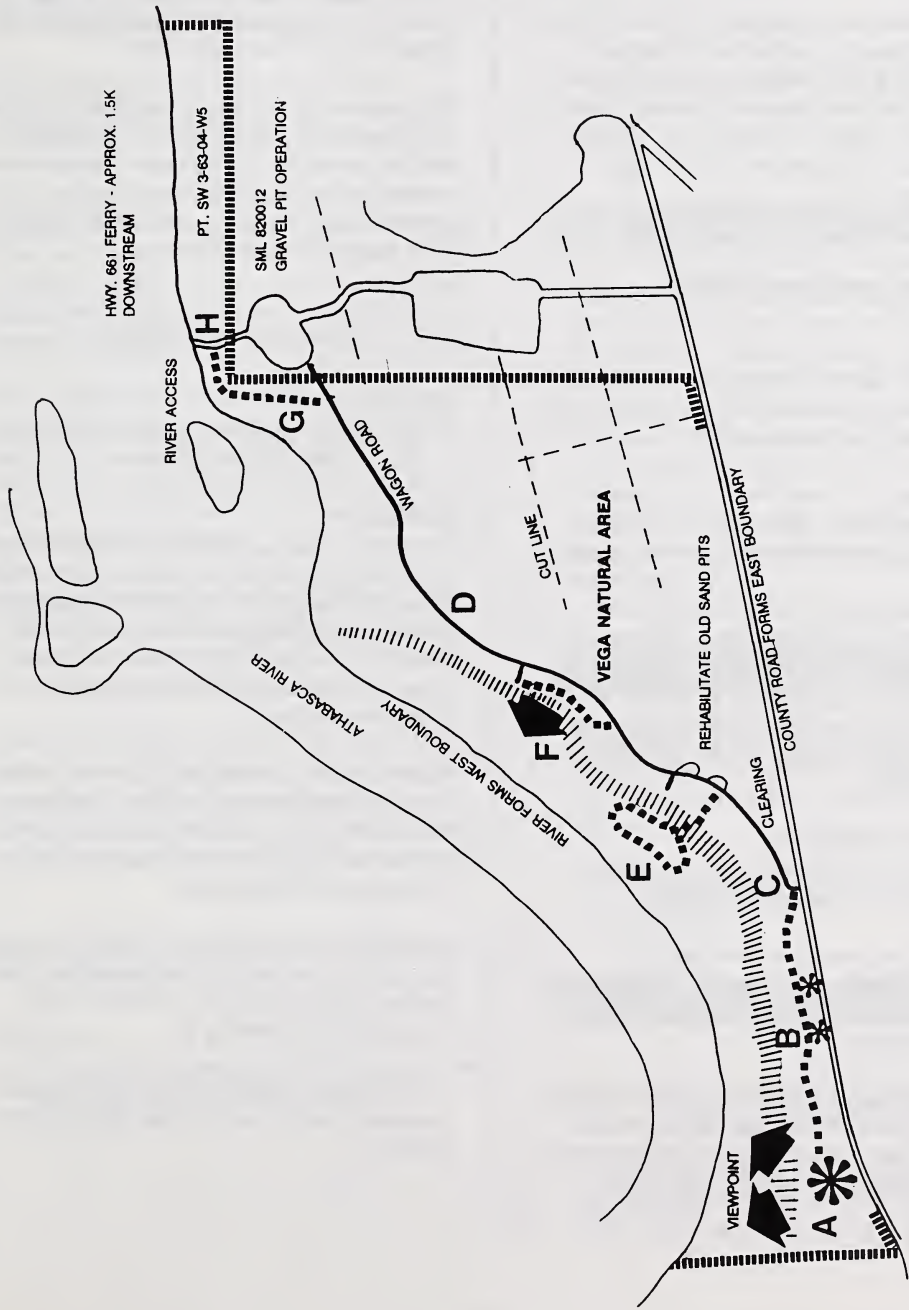 HWY. 661 FERRY - APPROX. 1.5K
DOWNSTREAM
PT. SW 3-63-04-W5
SML 820012
GRAVEL PIT OPERATION
H
RIVER ACCESS
G
WAGON ROAD
D
CUT LINE
VEGA NATURAL AREA
ATHABASCA RIVER
RIVER FORMS WEST BOUNDARY
F
REHABILITATE OLD SAND PITS
E
CLEARING
COUNTY ROAD FORMS EAST BOUNDARY
C
B
VIEWPOINT
A